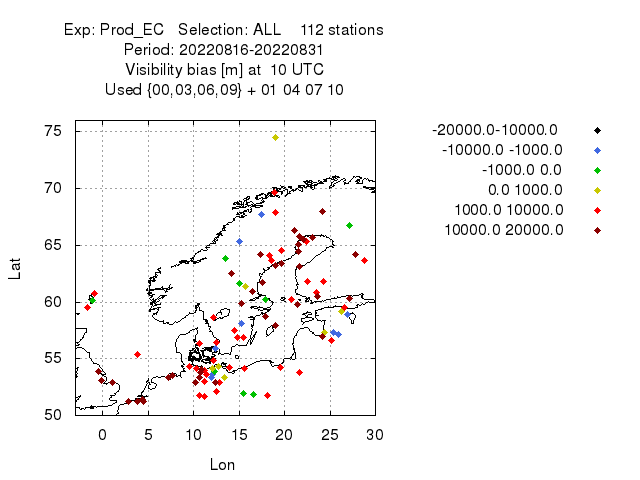 Exp: Prod_EC Selection: ALL 112 stations
Period: 20220816-20220831
Visibility bias [m] at 10 UTC
Used {00,03,06,09} + 01 04 07 10
-20000.0-10000.0
-10000.0 -1000.0
-1000.0 0.0
0.0 1000.0
1000.0 10000.0
10000.0 20000.0
75
70
65
60
55
50
Lat
0 5 10 15 20 25 30
Lon